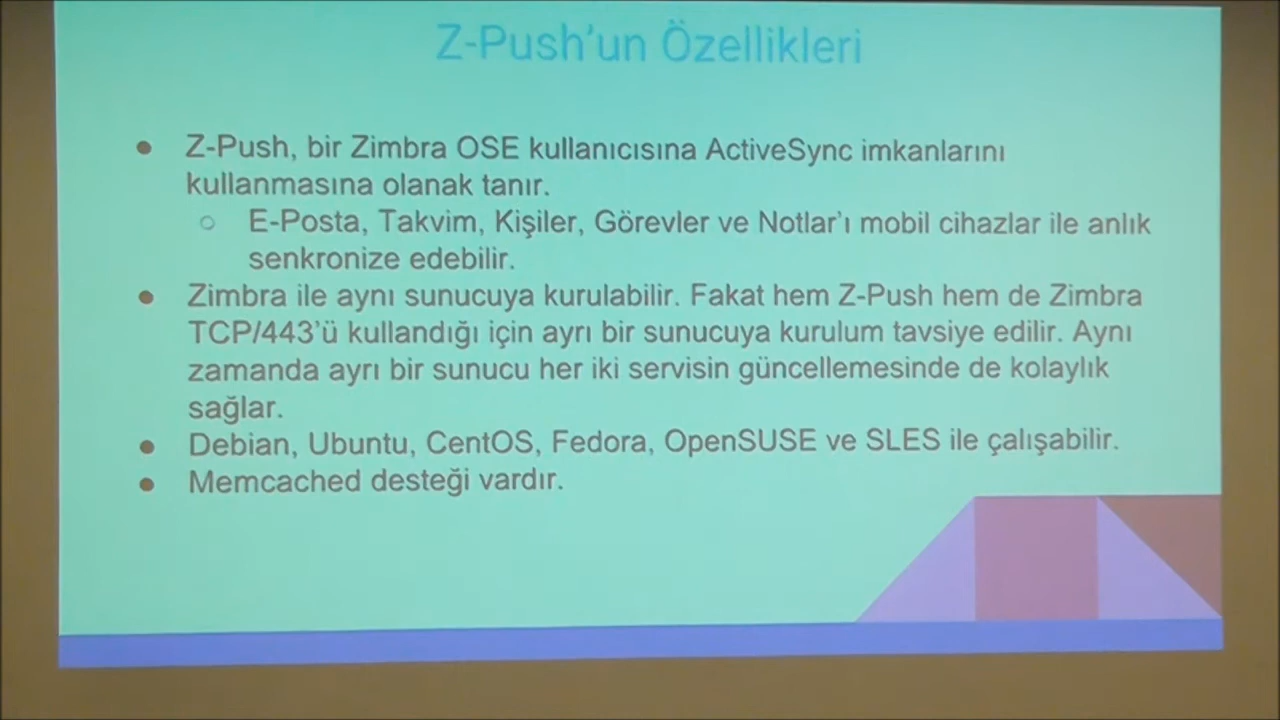 Z-Push’un Özellikleri
● Z-Push, bir Zimbra OSE kullanıcısına ActiveSync imkanlarını
kullanmasına olanak tanır.
○ E-Posta, Takvim, Kişiler, Görevler ve Notlar’ı mobil cihazlar ile anlık
senkronize edebilir.
● Zimbra ile aynı sunucuya kurulabilir. Fakat hem Z-Push hem de Zimbra
TCP/443’ü kullandığı için ayrı bir sunucuya kurulum tavsiye edilir. Aynı
zamanda ayrı bir sunucu her iki servisin güncellemesinde de kolaylık
sağlar.
● Debian, Ubuntu, CentOS, Fedora, OpenSUSE ve SLES ile çalışabilir.
● Memcached desteği vardır.